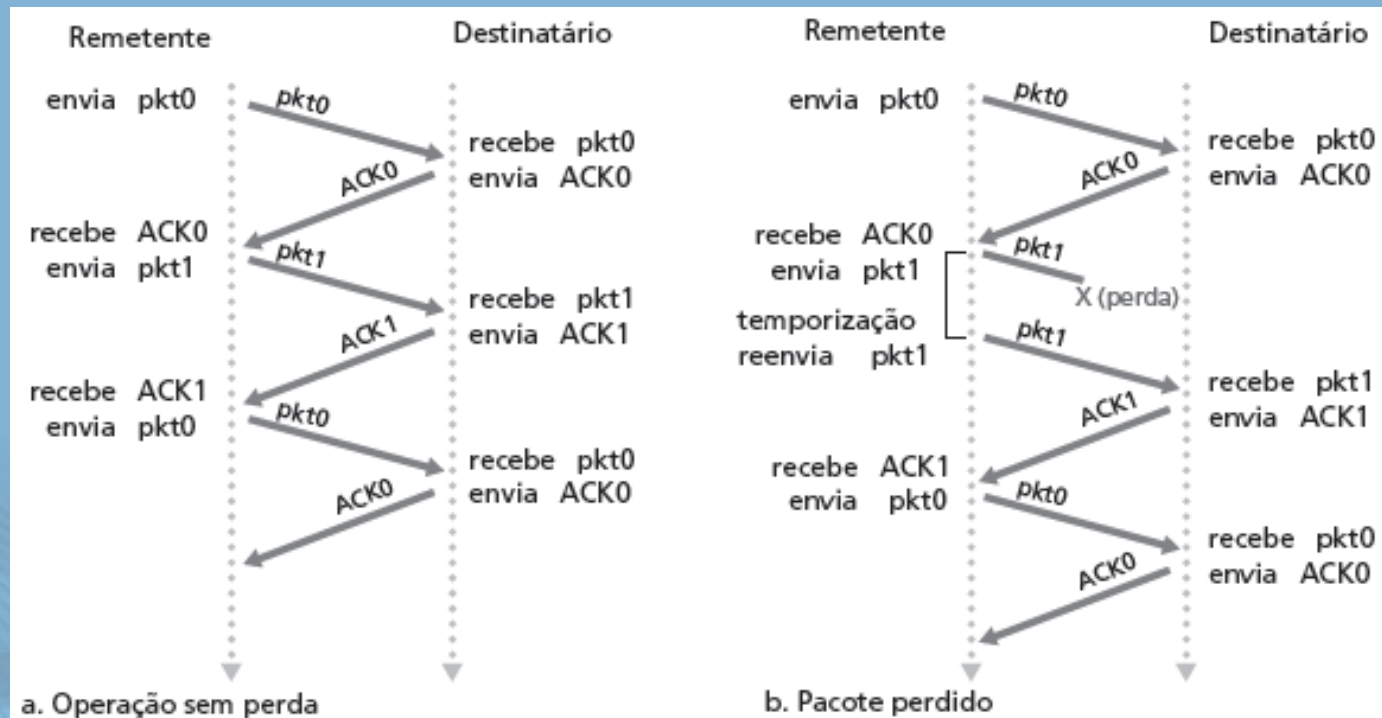 Remetente
Destinatário
envia pkt0
pkt0
recebe pkt0
envia ACK0
ACK0
recebe ACK0
envia pkt1
pkt1
recebe pkt1
envia ACK1
ACK1
recebe ACK1
envia pkt0
pkt0
recebe pkt0
envia ACK0
ACK0
a. Operação sem perda
Remetente
Destinatário
envia pkt0
pkt0
recebe pkt0
envia ACK0
ACK0
recebe ACK0
envia pkt1
pkt1
X (perda)
temporização
reenvia pkt1
pkt1
recebe pkt1
envia ACK1
ACK1
recebe ACK1
envia pkt0
pkt0
recebe pkt0
envia ACK0
ACK0
b. Pacote perdido